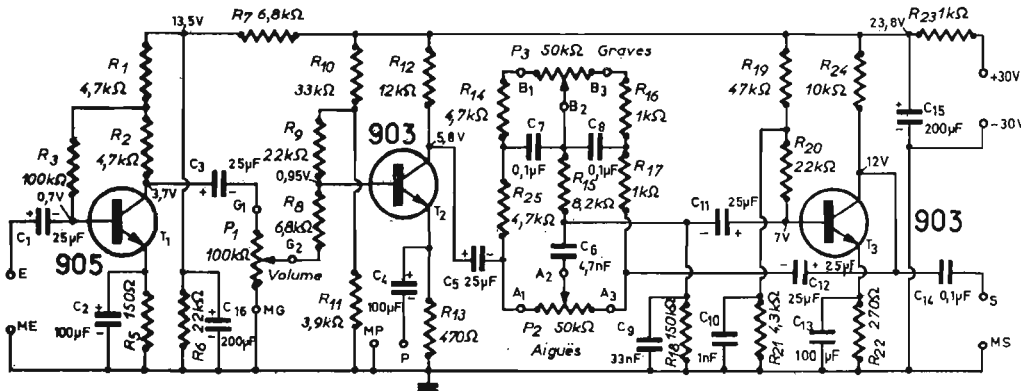 13,5V
R7 6,8kΩ
23,8V
R23 1kΩ
R1
4,7kΩ
R10
33kΩ
R12
12kΩ
P3 50kΩ Graves
B1
B3
B2
R19
47kΩ
R24
10kΩ
+30V
-30V
R2
4,7kΩ
R14
4,7kΩ
R16
1kΩ
C15
200µF
R3
100kΩ
C3 25µF
R9
22kΩ
903
5,8V
C7
0,1µF
C8
0,1µF
R20
22kΩ
12V
0,7V
3,7V
0,95V
R15
8,2kΩ
R17
1kΩ
C1
25µF
T1
905
G1
P1
100kΩ
G2
Volume
R8
6,8kΩ
T2
R25
4,7kΩ
C11
25µF
7V
T3
903
E
C6
4,7nF
A2
C4
100µF
C5
25µF
A1
A3
25µF
C12
25µF
C14
0,1µF
S
C2
100µF
R5 150Ω
R6 22kΩ
C16
200µF
MG
R11
3,9kΩ
MP
P
R13
470Ω
P2 50kΩ
Aiguës
C9
33nF
R18 150kΩ
C10
1nF
R21 4,3kΩ
C13
100 µF
R22 270Ω
ME
MS